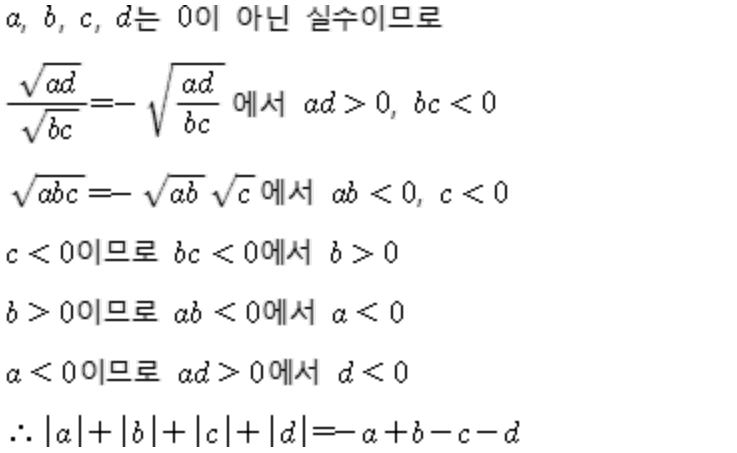 a, b, c, d는 0이 아닌 실수이므로
√(ad)/√(bc) = −√(ad/bc) 에서 ad > 0, bc < 0
√(abc) = −√(ab)√(c) 에서 ab < 0, c < 0
c < 0이므로 bc < 0에서 b > 0
b > 0이므로 ab < 0에서 a < 0
a < 0이므로 ad > 0에서 d < 0
∴ |a|+|b|+|c|+|d|=−a+b−c−d